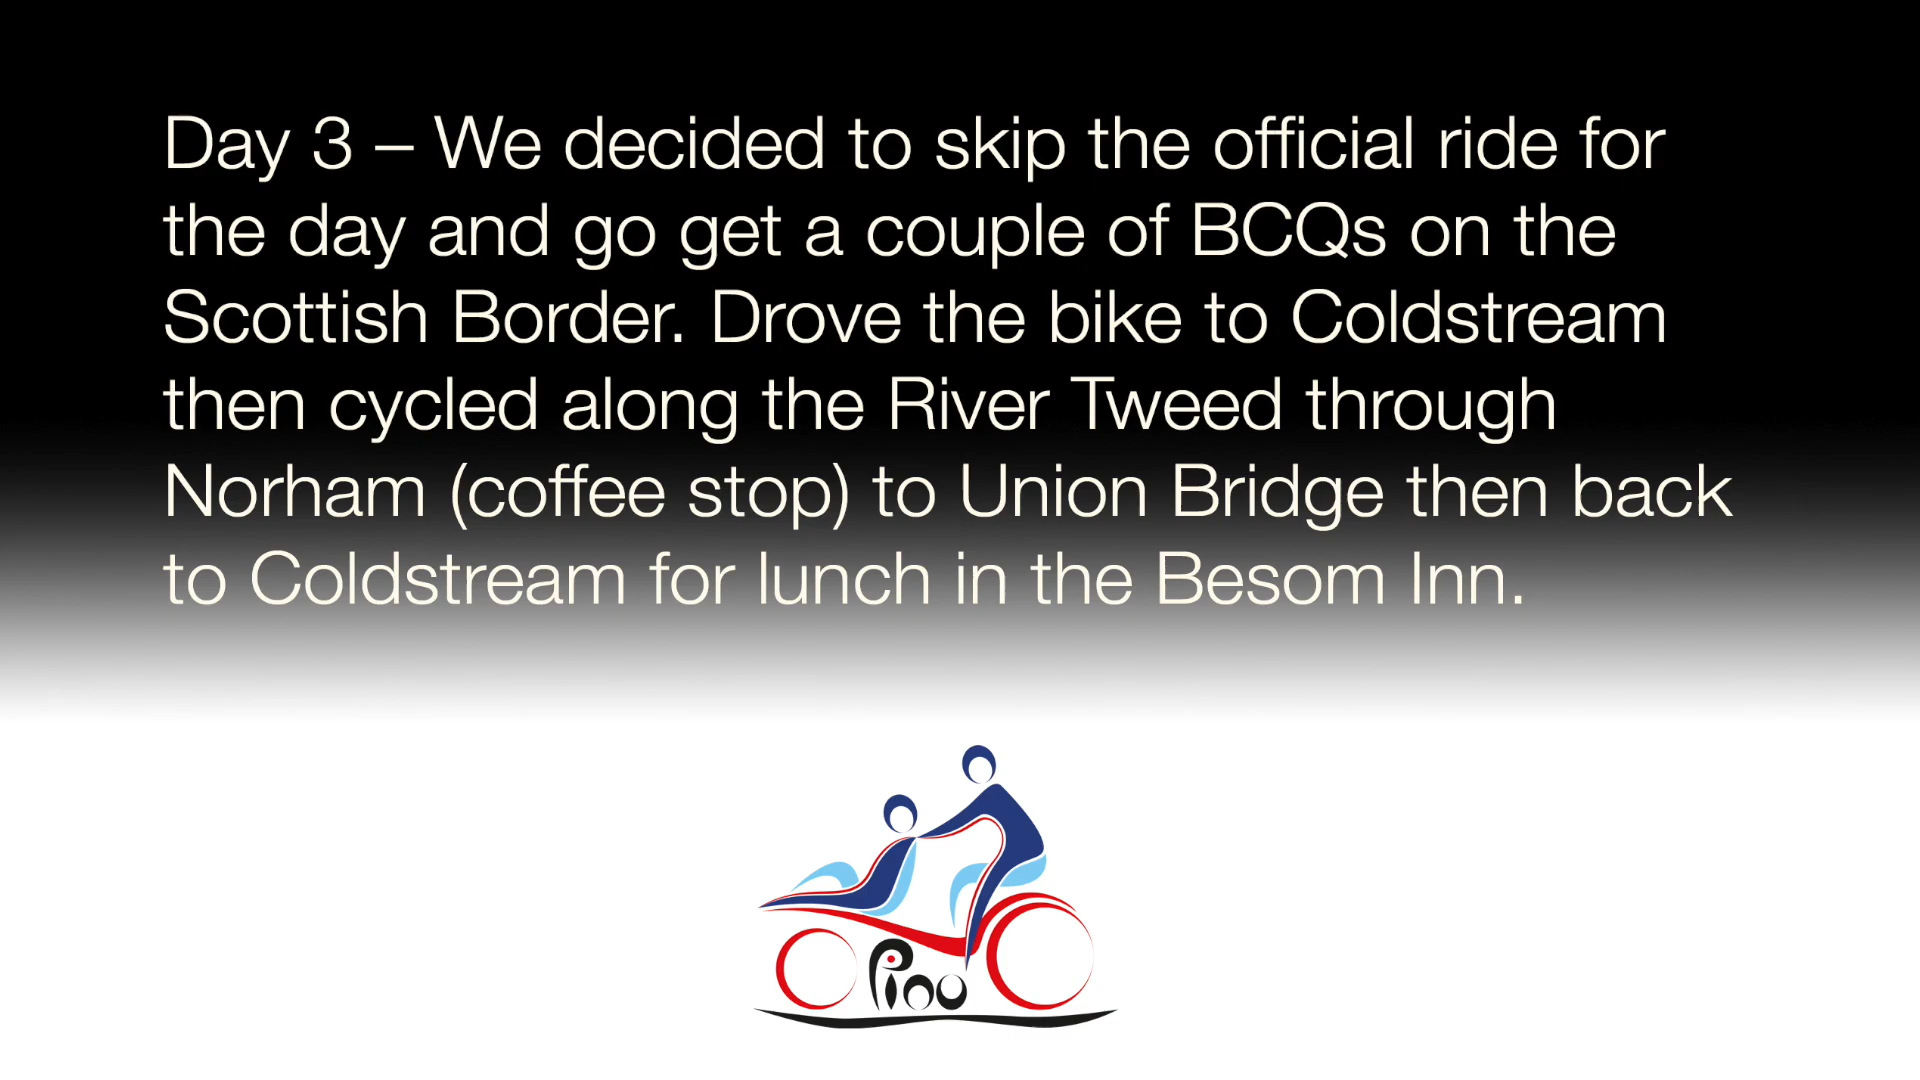 Day 3 – We decided to skip the official ride for
the day and go get a couple of BCQs on the
Scottish Border. Drove the bike to Coldstream
then cycled along the River Tweed through
Norham (coffee stop) to Union Bridge then back
to Coldstream for lunch in the Besom Inn.
Pino